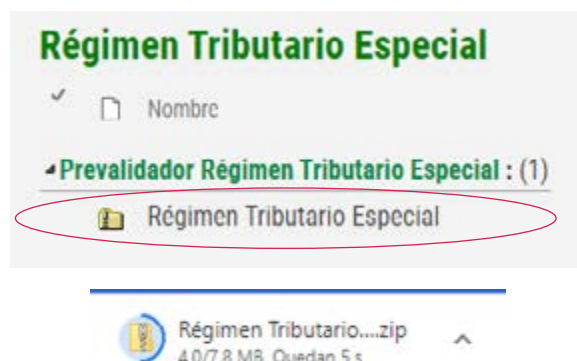 Régimen Tributario Especial
Nombre
Prevalidador Régimen Tributario Especial : (1)
Régimen Tributario Especial
Régimen Tributario....zip
4,0/7,8 MB, Quedan 5 s